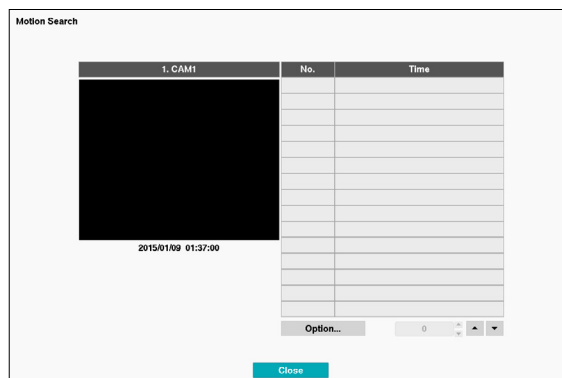 Motion Search
1. CAM1 No. Time
2015/01/09 01:37:00
Option... 0
Close